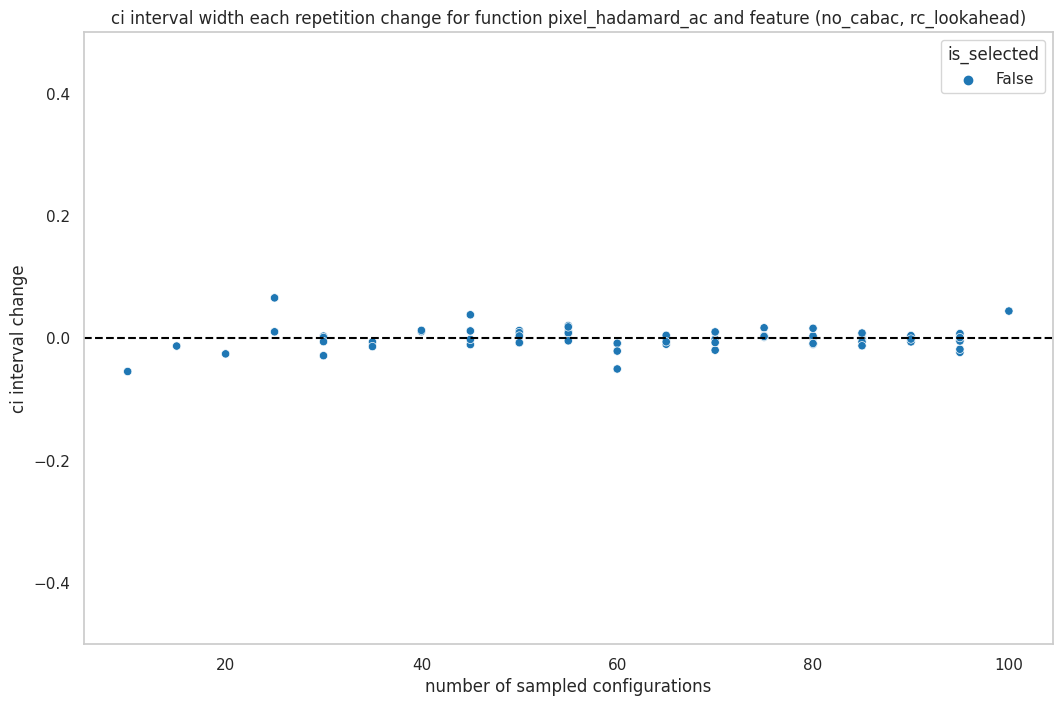 ci interval width each repetition change for function pixel_hadamard_ac and feature (no_cabac, rc_lookahead)
is_selected
False
0.4
0.2
0.0
−0.2
−0.4
ci interval change
20 40 60 80 100
number of sampled configurations